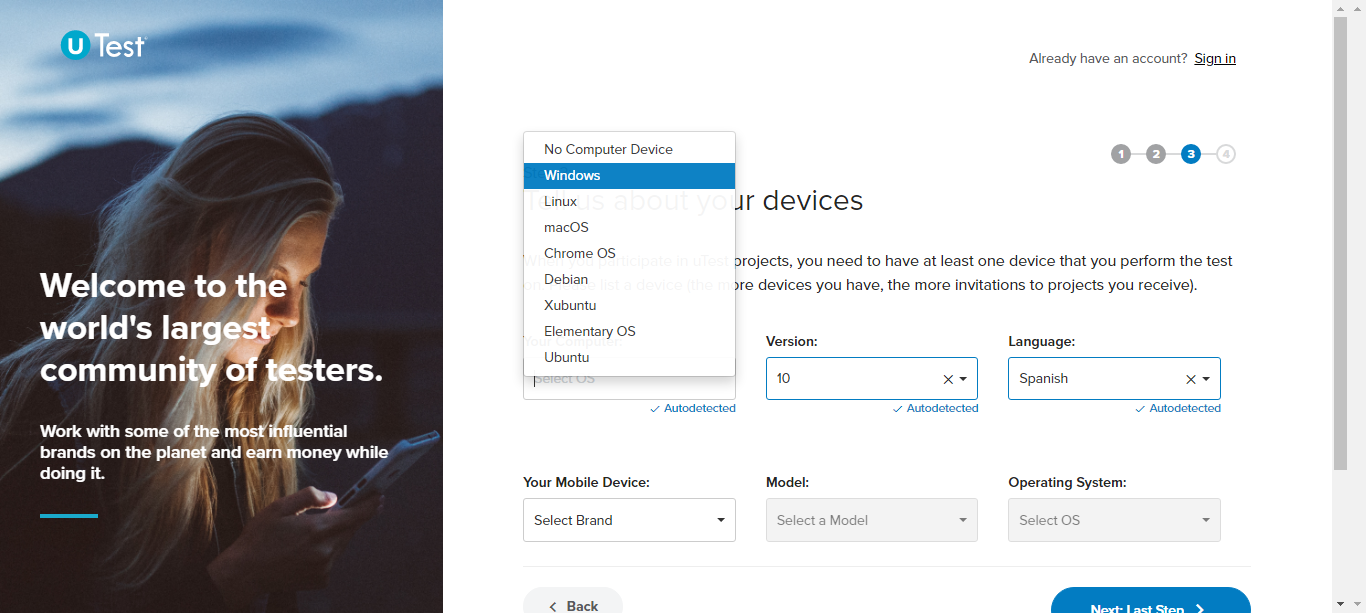 U Test
Welcome to the
world's largest
community of testers.
Work with some of the most influential
brands on the planet and earn money while
doing it.
Already have an account? Sign in
1 2 3 4
No Computer Device
Windows
Linux
macOS
Chrome OS
Debian
Xubuntu
Elementary OS
Ubuntu
Tell us about your devices
When you participate in uTest projects, you need to have at least one device that you perform the test
list a device (the more devices you have, the more invitations to projects you receive).
Your Computer:
Select OS
Autodetected
Version:
10
Autodetected
Language:
Spanish
Autodetected
Your Mobile Device:
Select Brand
Model:
Select a Model
Operating System:
Select OS
Back
Next: Last Step